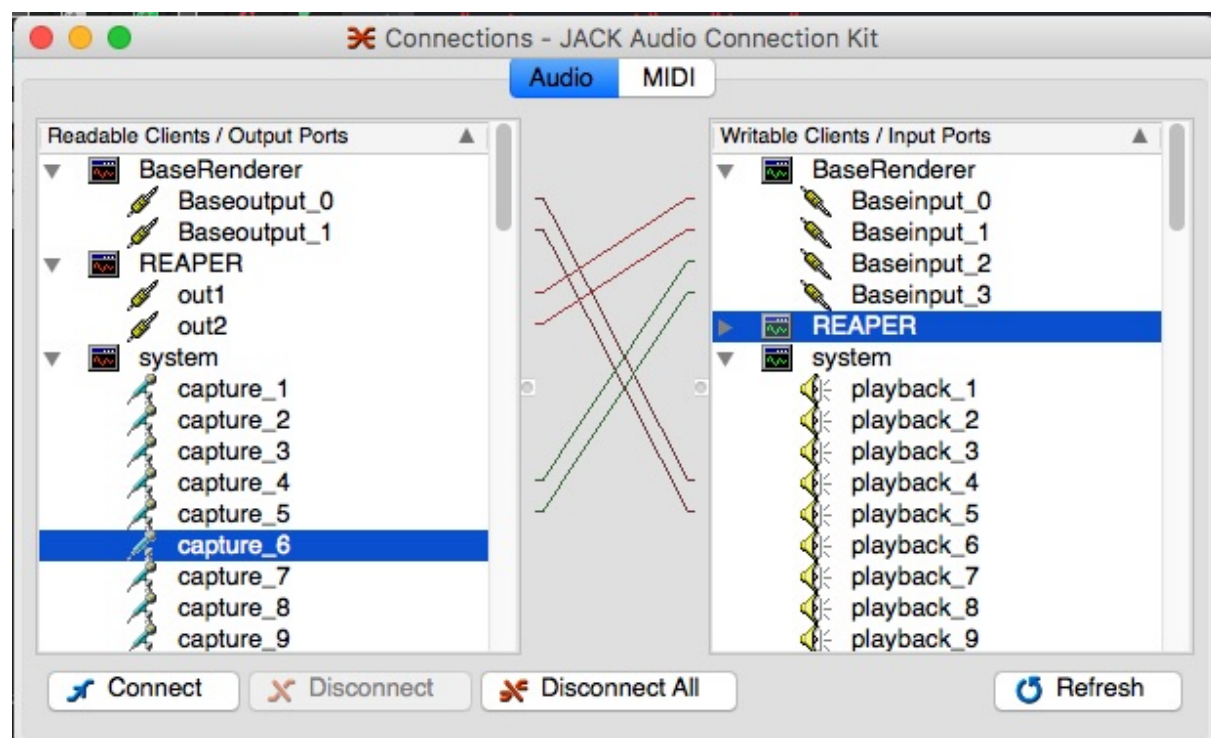 Connections - JACK Audio Connection Kit
Audio MIDI
Readable Clients / Output Ports
BaseRenderer
Baseoutput_0
Baseoutput_1
REAPER
out1
out2
system
capture_1
capture_2
capture_3
capture_4
capture_5
capture_6
capture_7
capture_8
capture_9
Writable Clients / Input Ports
BaseRenderer
Baseinput_0
Baseinput_1
Baseinput_2
Baseinput_3
REAPER
system
playback_1
playback_2
playback_3
playback_4
playback_5
playback_6
playback_7
playback_8
playback_9
Connect Disconnect Disconnect All Refresh